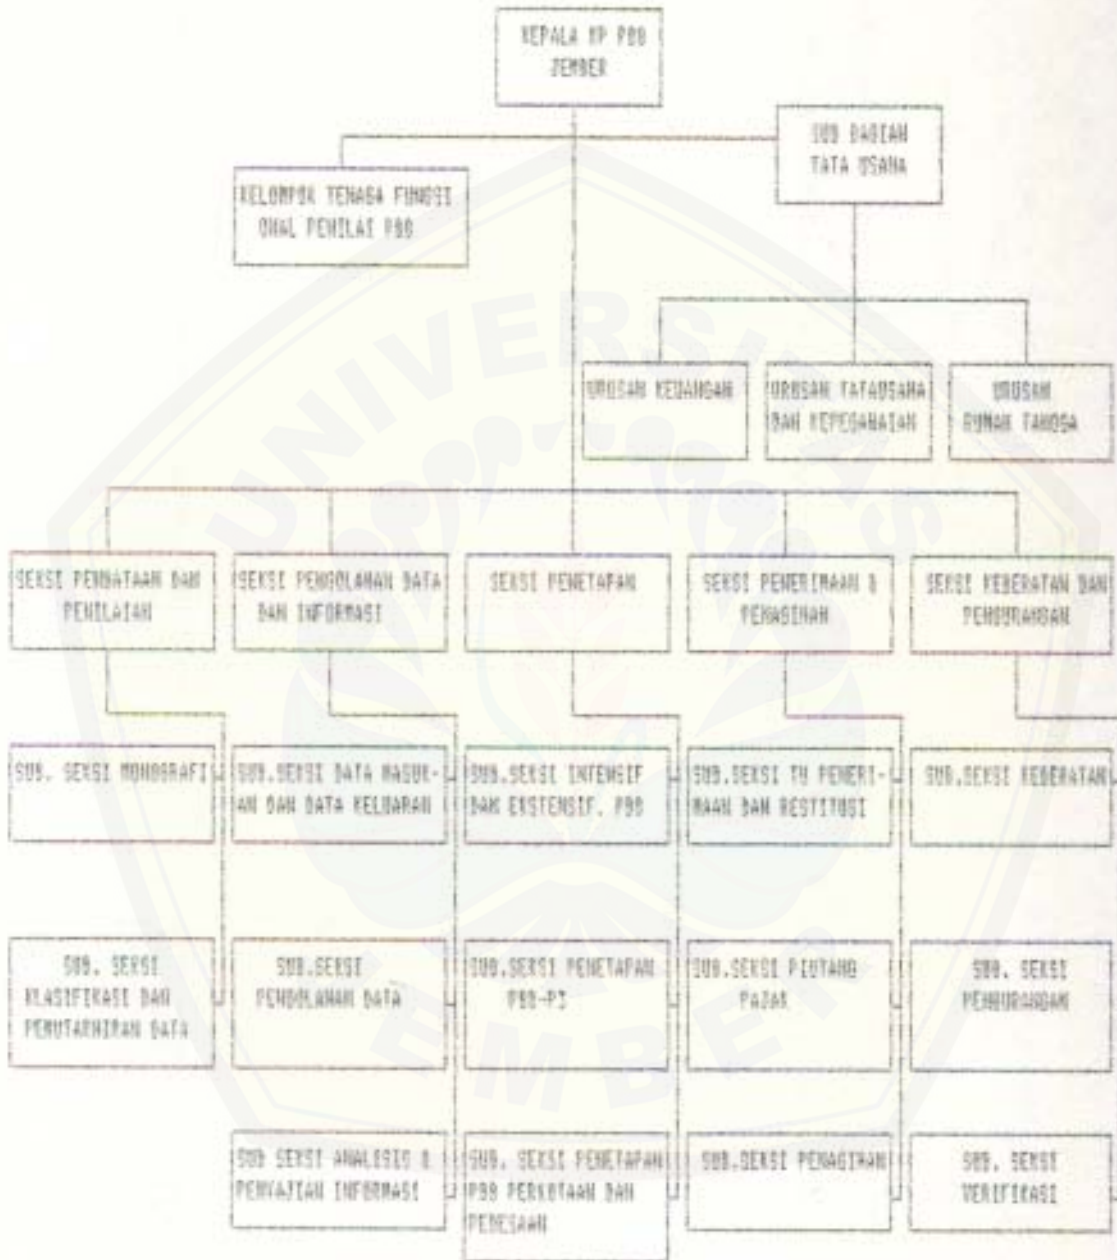 KEPALA KP PBB
JEMBER
SUB BAGIAN
TATA USAHA
KELOMPOK TENAGA FUNGSI
ONAL PENILAI PBB
URUSAN KEUANGAN
URUSAN TATAUSAHA
DAN KEPEGAWAIAN
URUSAN
RUMAH TANGGA
SEKSI PENDATAAN DAN
PENILAIAN
SEKSI PENGOLAHAN DATA
DAN INFORMASI
SEKSI PENETAPAN
SEKSI PENERIMAAN &
PENAGIHAN
SEKSI KEBERATAN DAN
PENGURANGAN
SUB. SEKSI MONOGRAFI
SUB.SEKSI DATA MASUK-
AN DAN DATA KELUARAN
SUB.SEKSI INTENSIF
DAN EKSTENSIF. PBB
SUB.SEKSI TU PENERI-
MAAN DAN RESTITUSI
SUB.SEKSI KEBERATAN
SUB. SEKSI
KLASIFIKASI DAN
PEMUTAKHIRAN DATA
SUB.SEKSI
PENGOLAHAN DATA
SUB.SEKSI PENETAPAN
PBB-PI
SUB.SEKSI PIUTANG
PAJAK
SUB. SEKSI
PENGURANGAN
SUB SEKSI ANALISIS &
PENYAJIAN INFORMASI
SUB. SEKSI PENETAPAN
PBB PERKOTAAN DAN
PEDESAAN
SUB.SEKSI PENAGIHAN
SUB. SEKSI
VERIFIKASI
UNIVERSITAS
JEMBER